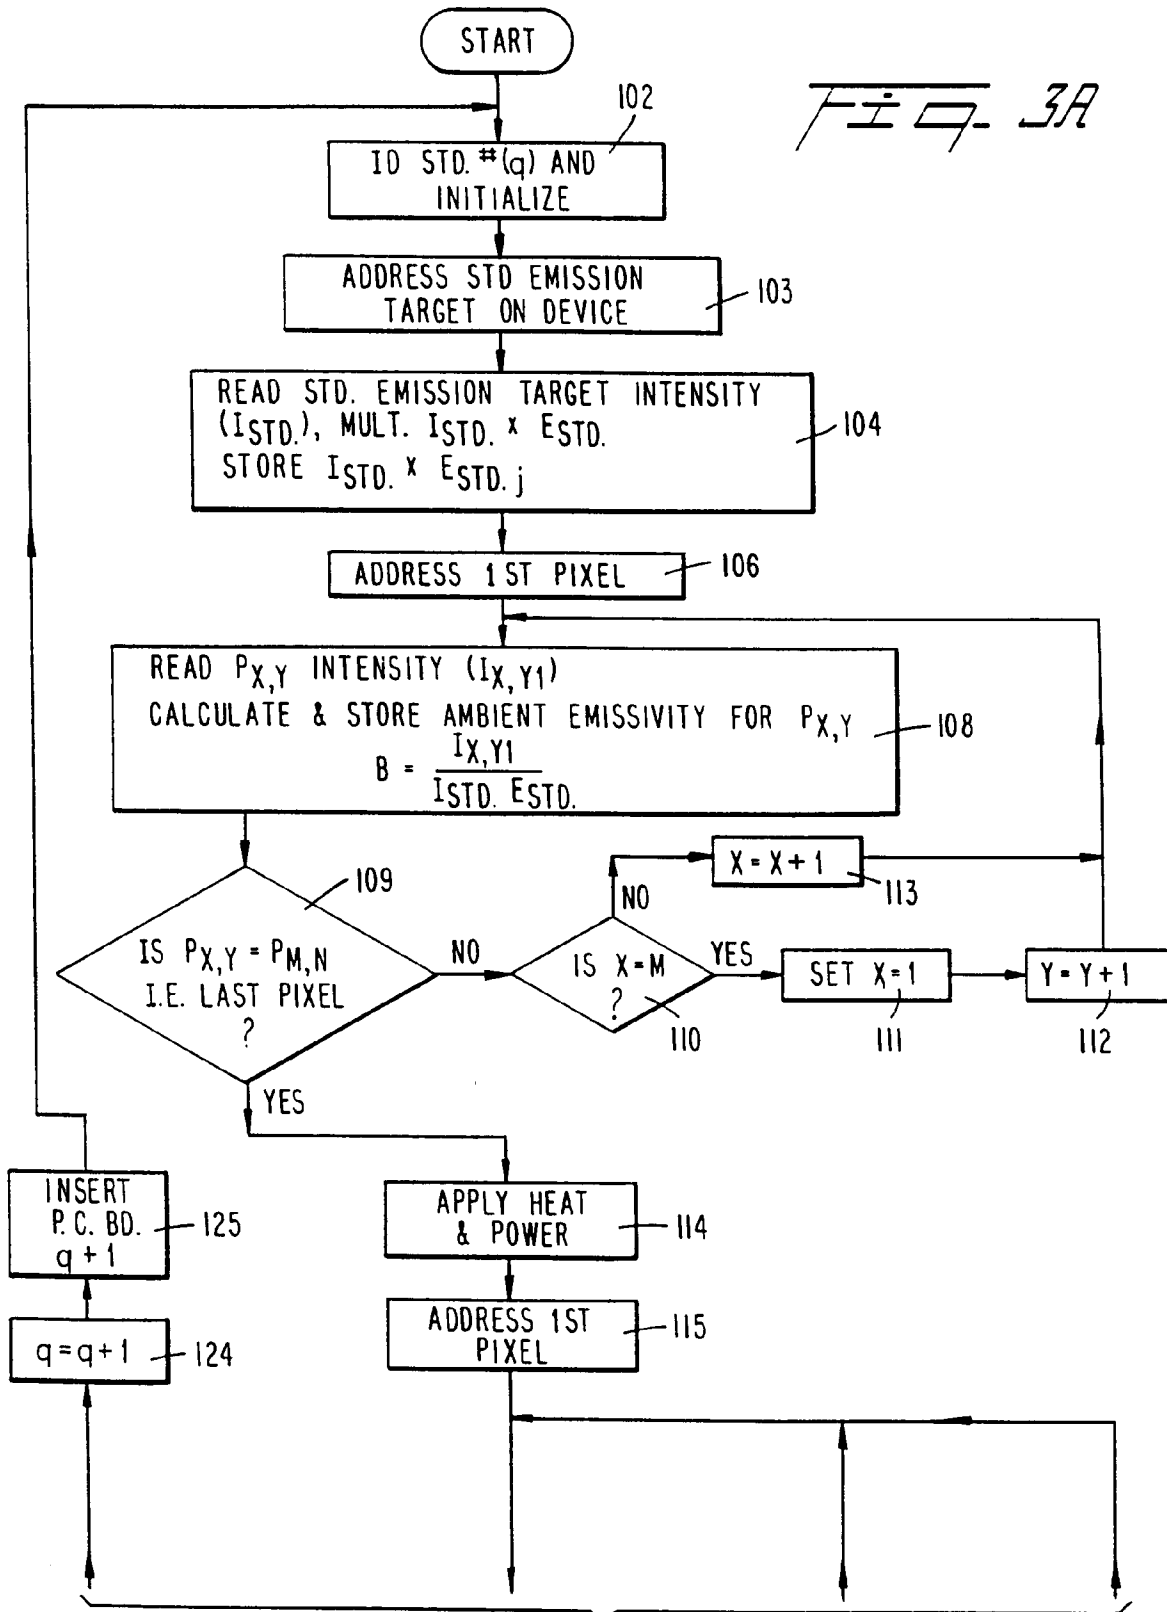 START
Fig. 3A
102
ID STD. #(q) AND
INITIALIZE
ADDRESS STD EMISSION
TARGET ON DEVICE
103
READ STD. EMISSION TARGET INTENSITY
(ISTD.), MULT. ISTD. x ESTD.
STORE ISTD. x ESTD. j
104
ADDRESS 1ST PIXEL
106
READ PX,Y INTENSITY (IX,Y1)
CALCULATE & STORE AMBIENT EMISSIVITY FOR PX,Y
B = IX,Y1
ISTD. ESTD.
108
109
IS PX,Y = PM,N
I.E. LAST PIXEL
?
NO
YES
IS X=M
?
110
NO
X = X + 1
113
YES
SET X=1
111
Y = Y + 1
112
INSERT
P.C. BD.
q + 1
125
q = q + 1
124
APPLY HEAT
& POWER
114
ADDRESS 1ST
PIXEL
115